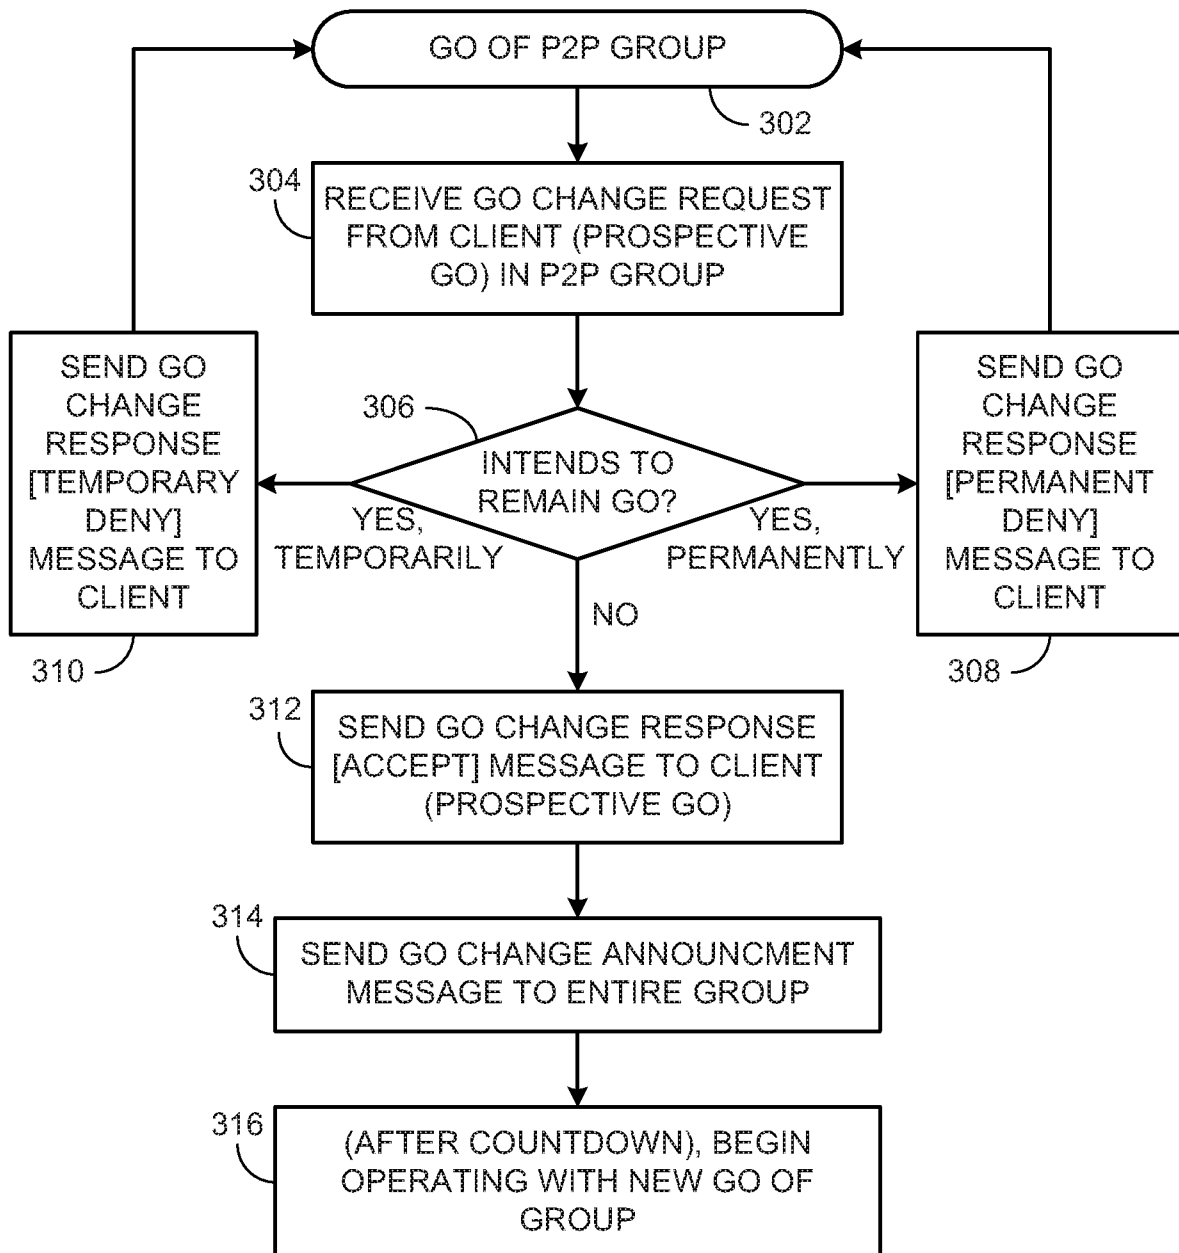 GO OF P2P GROUP
302
304
RECEIVE GO CHANGE REQUEST
FROM CLIENT (PROSPECTIVE
GO) IN P2P GROUP
306
INTENDS TO
REMAIN GO?
YES,
TEMPORARILY
YES,
PERMANENTLY
NO
SEND GO
CHANGE
RESPONSE
[TEMPORARY
DENY]
MESSAGE TO
CLIENT
310
SEND GO
CHANGE
RESPONSE
[PERMANENT
DENY]
MESSAGE TO
CLIENT
308
312
SEND GO CHANGE RESPONSE
[ACCEPT] MESSAGE TO CLIENT
(PROSPECTIVE GO)
314
SEND GO CHANGE ANNOUNCMENT
MESSAGE TO ENTIRE GROUP
316
(AFTER COUNTDOWN), BEGIN
OPERATING WITH NEW GO OF
GROUP